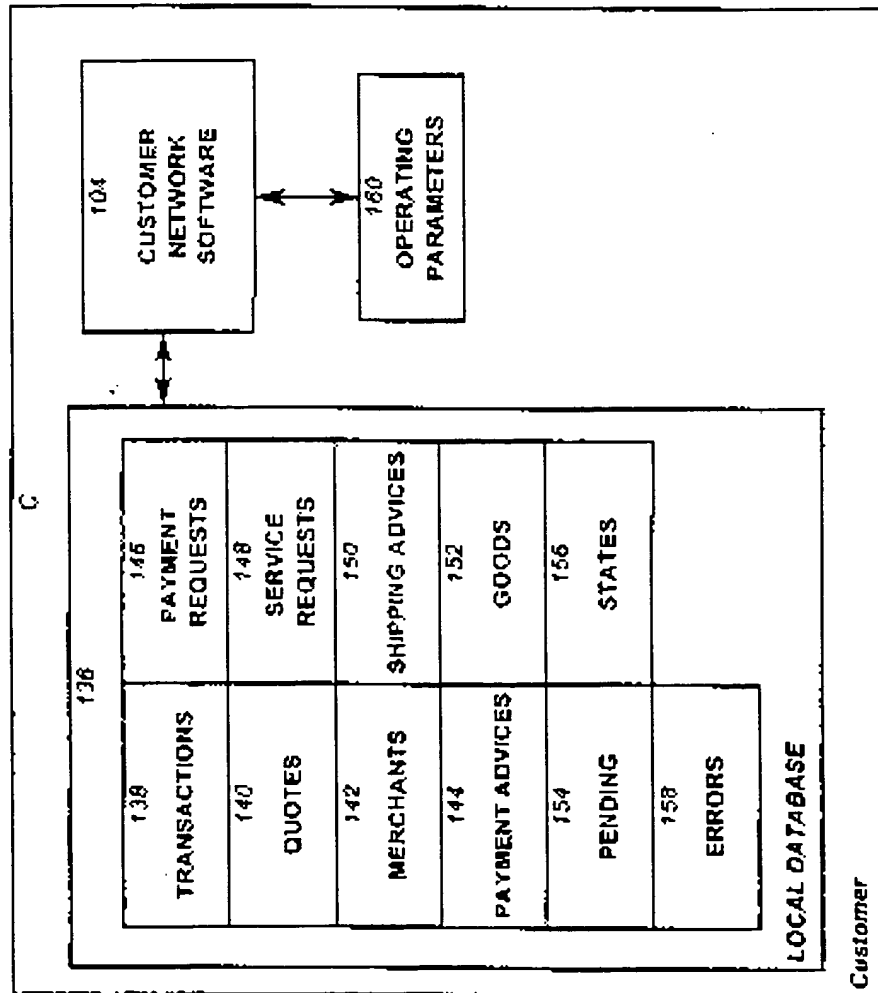 C
136
138
TRANSACTIONS
146
PAYMENT
REQUESTS
140
QUOTES
148
SERVICE
REQUESTS
142
MERCHANTS
150
SHIPPING ADVICES
144
PAYMENT ADVICES
152
GOODS
154
PENDING
156
STATES
158
ERRORS
LOCAL DATABASE
104
CUSTOMER
NETWORK
SOFTWARE
160
OPERATING
PARAMETERS
Customer